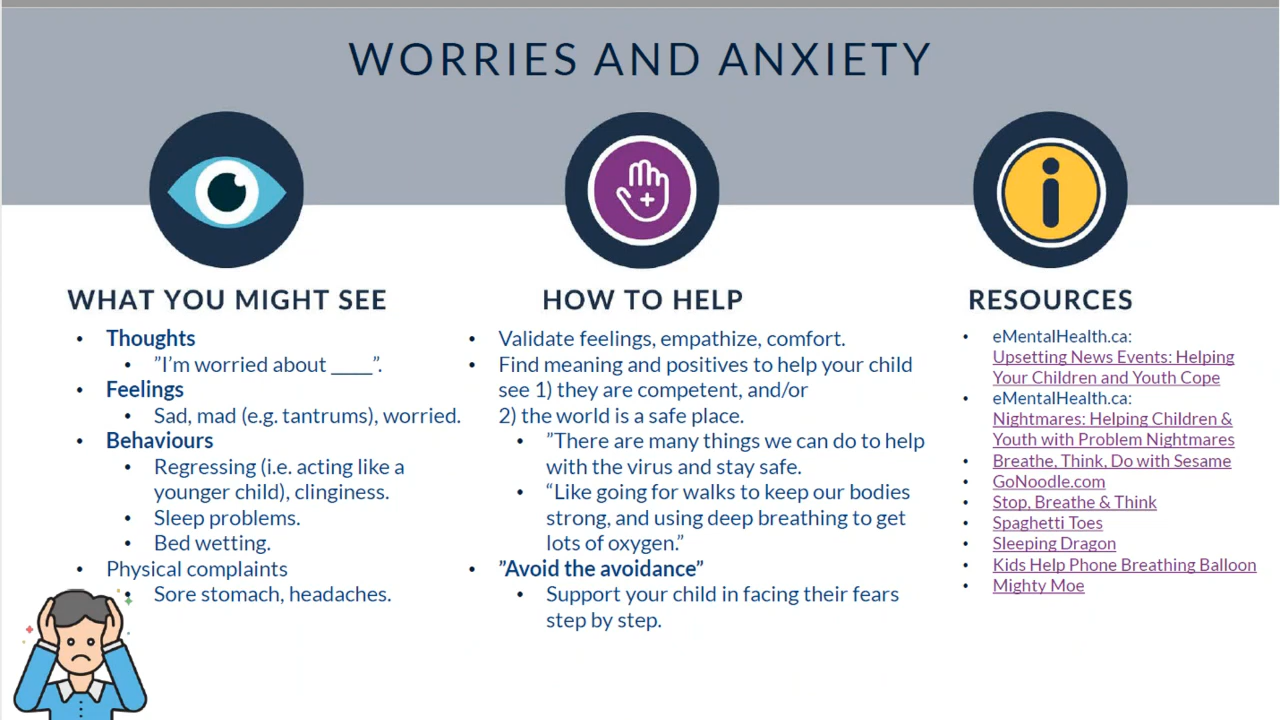 WORRIES AND ANXIETY
WHAT YOU MIGHT SEE
• Thoughts
• ”I’m worried about ____”.
• Feelings
• Sad, mad (e.g. tantrums), worried.
• Behaviours
• Regressing (i.e. acting like a
younger child), clinginess.
• Sleep problems.
• Bed wetting.
• Physical complaints
• Sore stomach, headaches.
HOW TO HELP
• Validate feelings, empathize, comfort.
• Find meaning and positives to help your child
see 1) they are competent, and/or
2) the world is a safe place.
• ”There are many things we can do to help
with the virus and stay safe.
• “Like going for walks to keep our bodies
strong, and using deep breathing to get
lots of oxygen.”
• ”Avoid the avoidance”
• Support your child in facing their fears
step by step.
RESOURCES
• eMentalHealth.ca:
Upsetting News Events: Helping
Your Children and Youth Cope
• eMentalHealth.ca:
Nightmares: Helping Children &
Youth with Problem Nightmares
• Breathe, Think, Do with Sesame
• GoNoodle.com
• Stop, Breathe & Think
• Spaghetti Toes
• Sleeping Dragon
• Kids Help Phone Breathing Balloon
• Mighty Moe